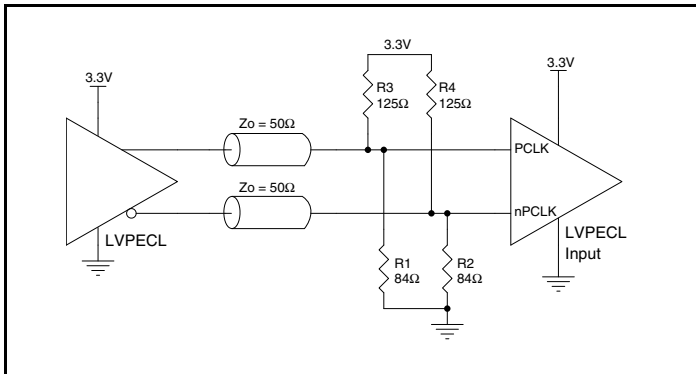 3.3V
3.3V
3.3V
R3
125Ω
R4
125Ω
Zo = 50Ω
PCLK
Zo = 50Ω
nPCLK
LVPECL
LVPECL
Input
R1
84Ω
R2
84Ω